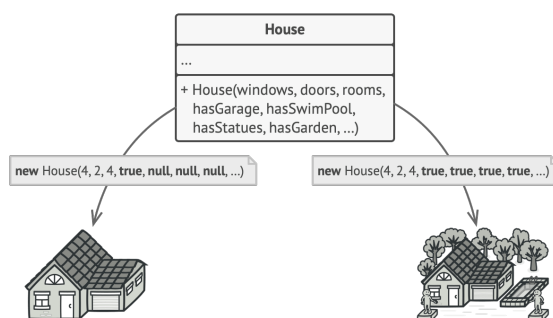 House
...
+ House(windows, doors, rooms,
hasGarage, hasSwimPool,
hasStatues, hasGarden, ...)
new House(4, 2, 4, true, null, null, null, ...)
new House(4, 2, 4, true, true, true, true, ...)